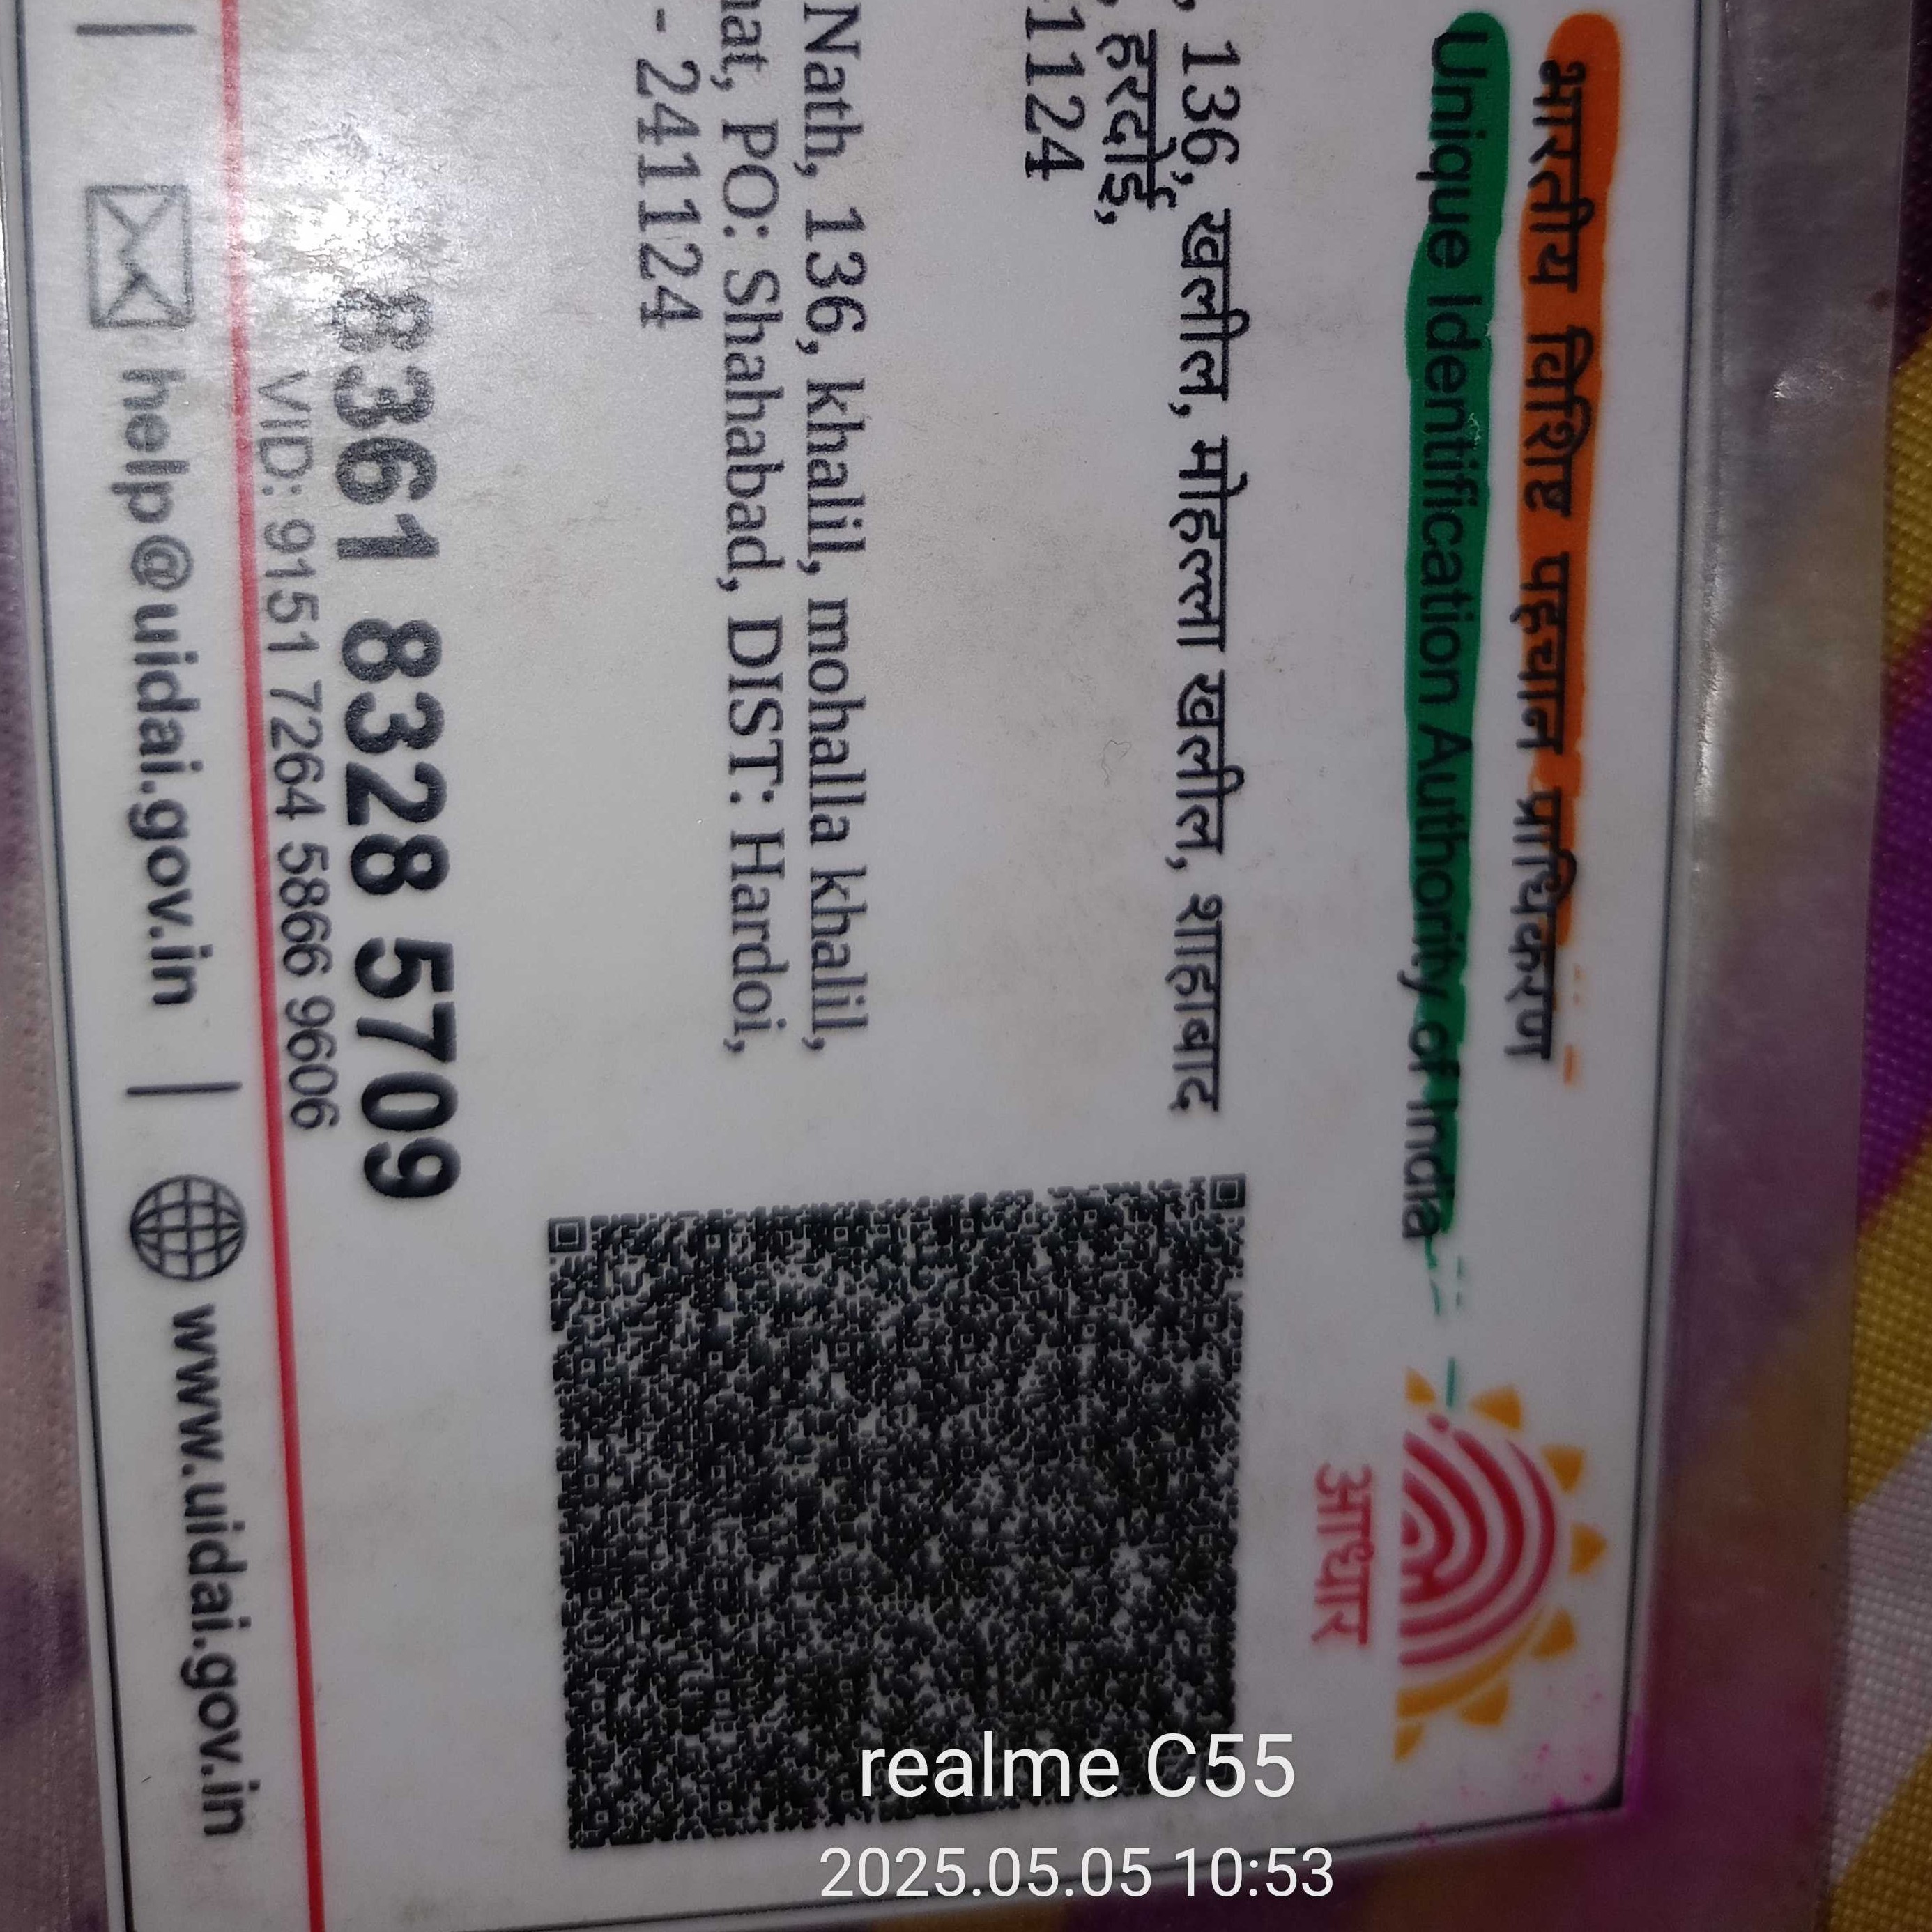 भारतीय विशिष्ट पहचान प्राधिकरण
Unique Identification Authority of India
आधार
, 136, खलील, मोहल्ला खलील, शाहाबाद
, हरदोई,
1124
Nath, 136, khalil, mohalla khalil,
PO: Shahabad, DIST: Hardoi,
- 241124
8361 8328 5709
VID: 9151 7264 5866 9606
| help@uidai.gov.in | www.uidai.gov.in
realme C55
2025.05.05 10:53